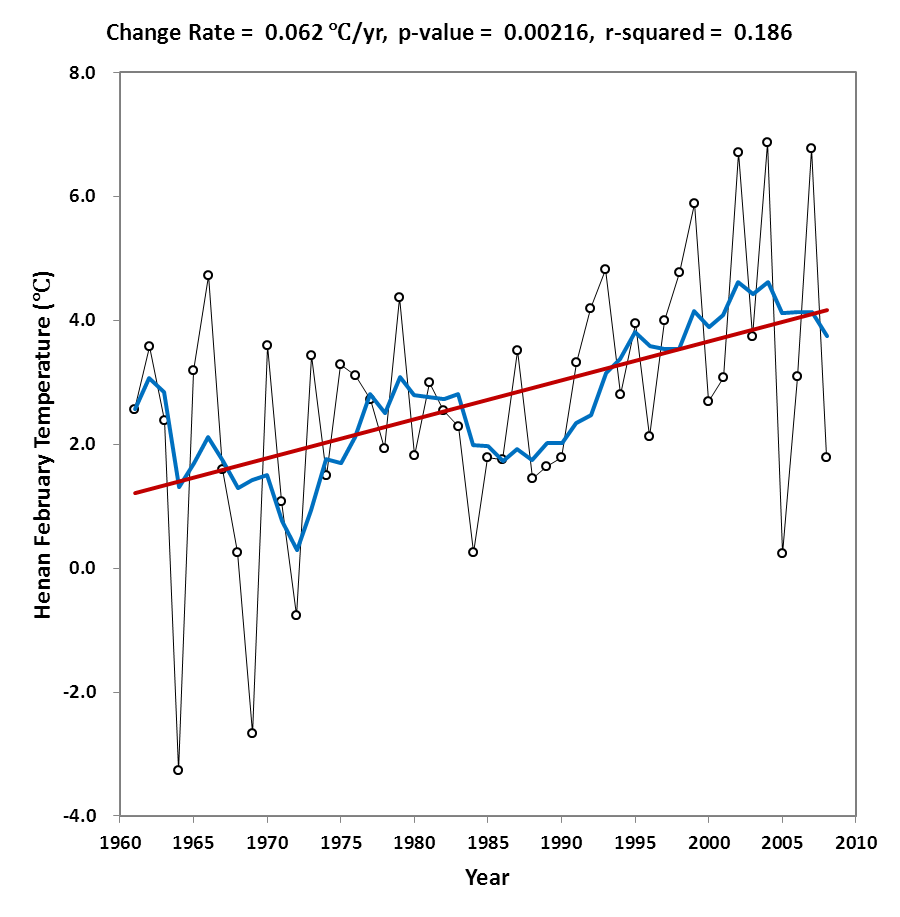 Change Rate = 0.062 ℃/yr, p-value = 0.00216, r-squared = 0.186
8.0
6.0
4.0
2.0
0.0
-2.0
-4.0
Henan February Temperature (℃)
1960 1965 1970 1975 1980 1985 1990 1995 2000 2005 2010
Year